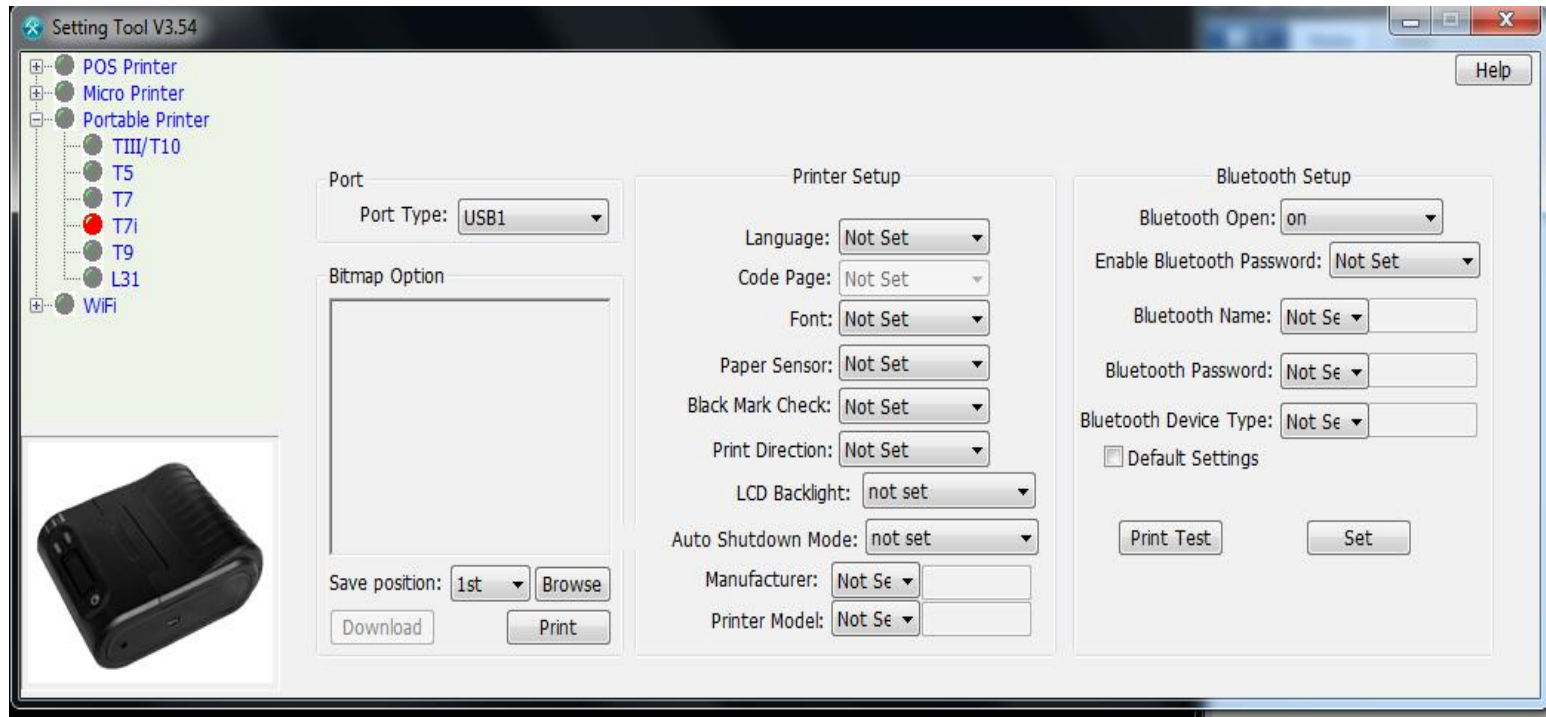 Setting Tool V3.54
Help
POS Printer
Micro Printer
Portable Printer
TIII/T10
T5
T7
T7i
T9
L31
WiFi
Port
Port Type: USB1
Bitmap Option
Save position: 1st Browse
Download Print
Printer Setup
Language: Not Set
Code Page: Not Set
Font: Not Set
Paper Sensor: Not Set
Black Mark Check: Not Set
Print Direction: Not Set
LCD Backlight: not set
Auto Shutdown Mode: not set
Manufacturer: Not Se
Printer Model: Not Se
Bluetooth Setup
Bluetooth Open: on
Enable Bluetooth Password: Not Set
Bluetooth Name: Not Se
Bluetooth Password: Not Se
Bluetooth Device Type: Not Se
Default Settings
Print Test Set